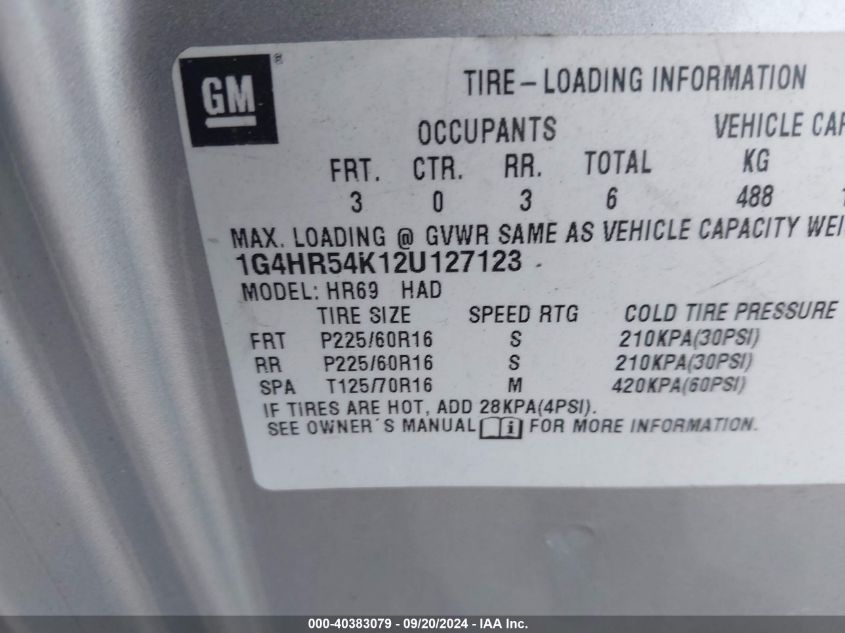 GM®
TIRE-LOADING INFORMATION
OCCUPANTS VEHICLE CAP
FRT. CTR. RR. TOTAL KG
3 0 3 6 488
MAX. LOADING @ GVWR SAME AS VEHICLE CAPACITY WEI
1G4HR54K12U127123
MODEL: HR69 HAD
TIRE SIZE SPEED RTG COLD TIRE PRESSURE
FRT P225/60R16 S 210KPA(30PSI)
RR P225/60R16 S 210KPA(30PSI)
SPA T125/70R16 M 420KPA(60PSI)
IF TIRES ARE HOT, ADD 28KPA(4PSI).
SEE OWNER´S MANUAL i FOR MORE INFORMATION.
000-40383079 - 09/20/2024 - IAA Inc.